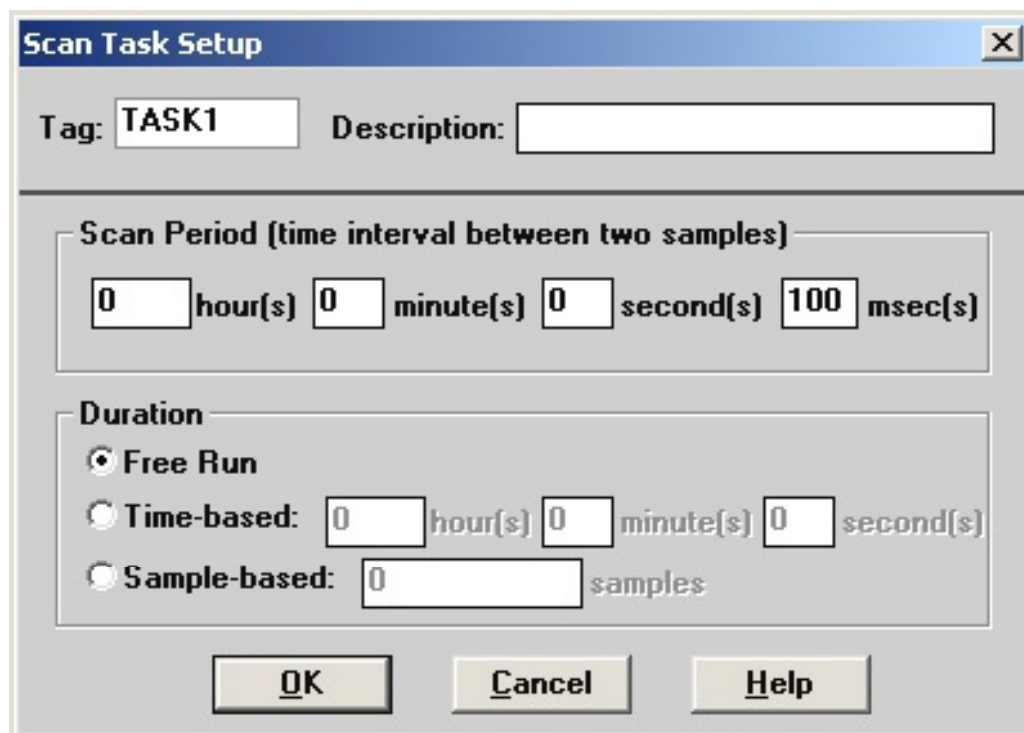 Scan Task Setup
Tag: TASK1 Description:
Scan Period (time interval between two samples)
0 hour(s) 0 minute(s) 0 second(s) 100 msec(s)
Duration
Free Run
Time-based: 0 hour(s) 0 minute(s) 0 second(s)
Sample-based: 0 samples
OK Cancel Help